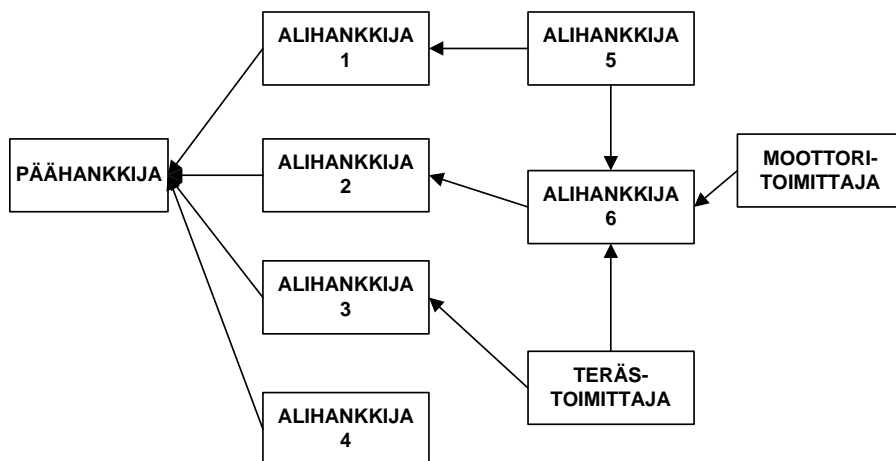 ALIHANKKIJA
1
ALIHANKKIJA
5
PÄÄHANKKIJA
ALIHANKKIJA
2
ALIHANKKIJA
6
MOOTTORI-
TOIMITTAJA
ALIHANKKIJA
3
TERÄS-
TOIMITTAJA
ALIHANKKIJA
4